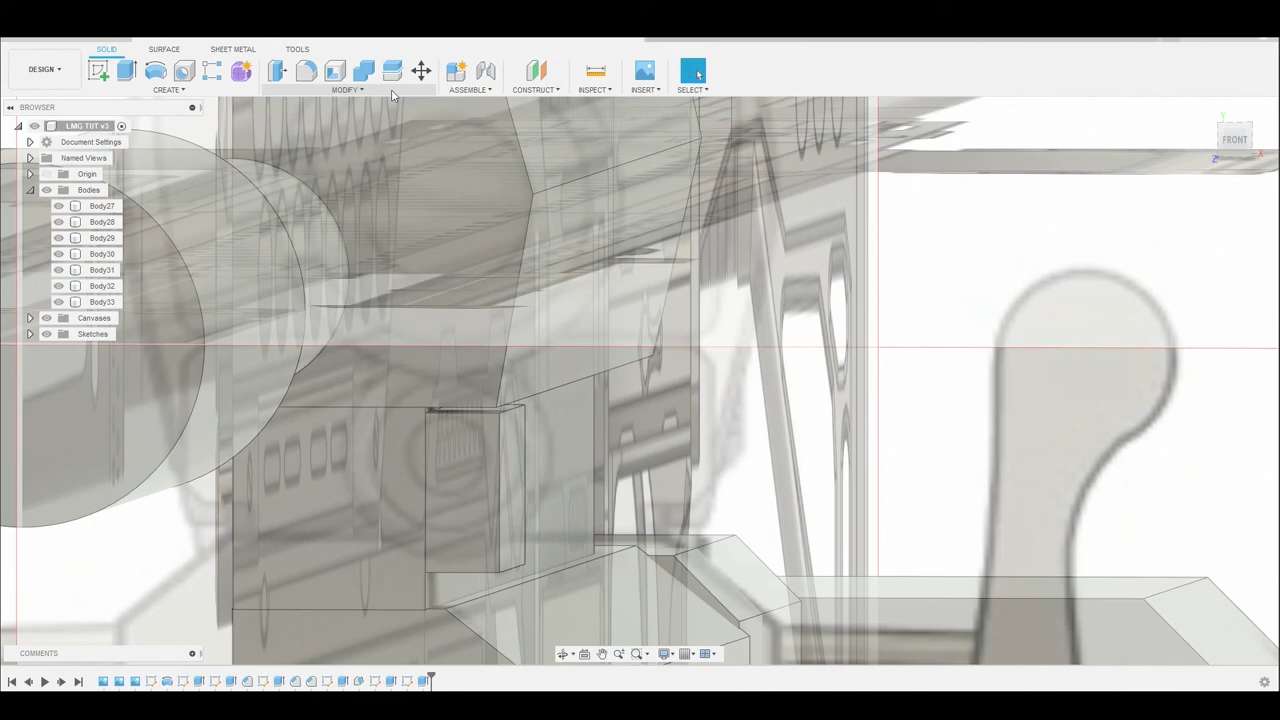 SOLID SURFACE SHEET METAL TOOLS
DESIGN
CREATE MODIFY ASSEMBLE CONSTRUCT INSPECT INSERT SELECT
BROWSER
LMG TUT v3
Document Settings
Named Views
Origin
Bodies
Body27
Body28
Body29
Body30
Body31
Body32
Body33
Canvases
Sketches
Y
FRONT
X
Z
COMMENTS